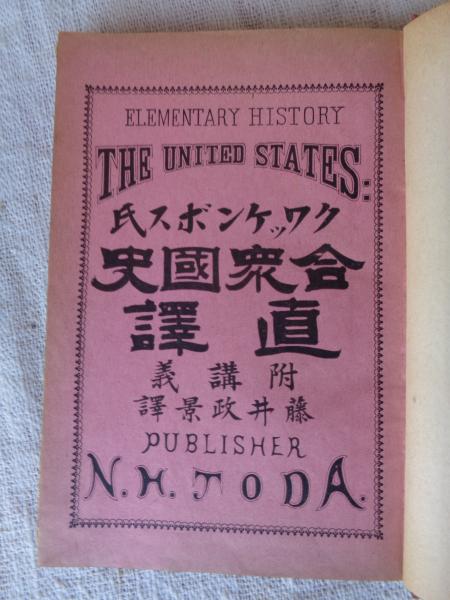 ELEMENTARY HISTORY
THE UNITED STATES:
クワッケンボス氏
合衆國史
直譯
附講義
藤井政景譯
PUBLISHER
N. H. TODA.